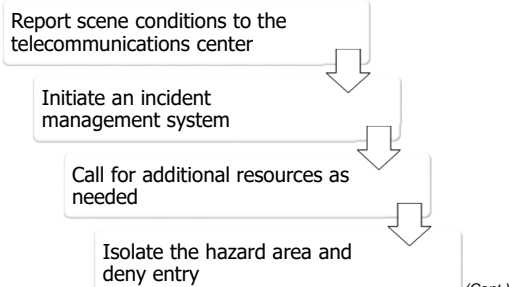 Report scene conditions to the
telecommunications center
Initiate an incident
management system
Call for additional resources as
needed
Isolate the hazard area and
deny entry
(Cont.)